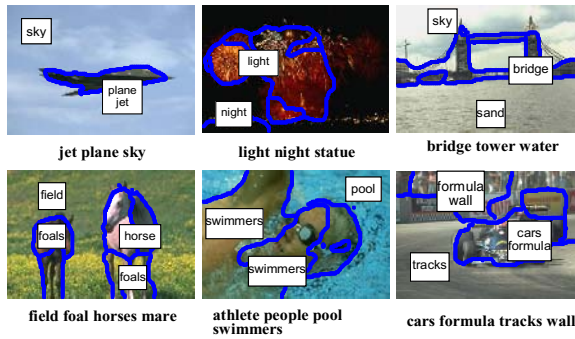 sky
plane
jet
jet plane sky
light
night
light night statue
sky
bridge
sand
bridge tower water
field
foals
horse
foals
field foal horses mare
pool
swimmers
swimmers
athlete people pool
swimmers
formula
wall
cars
formula
tracks
cars formula tracks wall